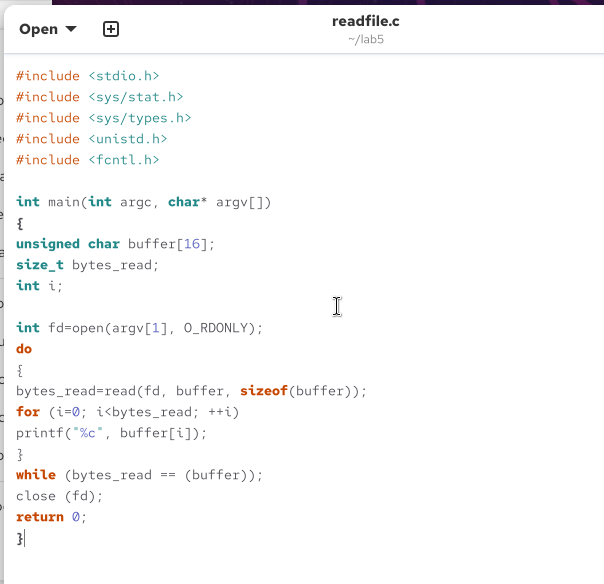 Open
readfile.c
~/lab5
#include <stdio.h>
#include <sys/stat.h>
#include <sys/types.h>
#include <unistd.h>
#include <fcntl.h>
int main(int argc, char* argv[])
{
unsigned char buffer[16];
size_t bytes_read;
int i;
int fd=open(argv[1], O_RDONLY);
do
{
bytes_read=read(fd, buffer, sizeof(buffer));
for (i=0; i<bytes_read; ++i)
printf("%c", buffer[i]);
}
while (bytes_read == (buffer));
close (fd);
return 0;
}